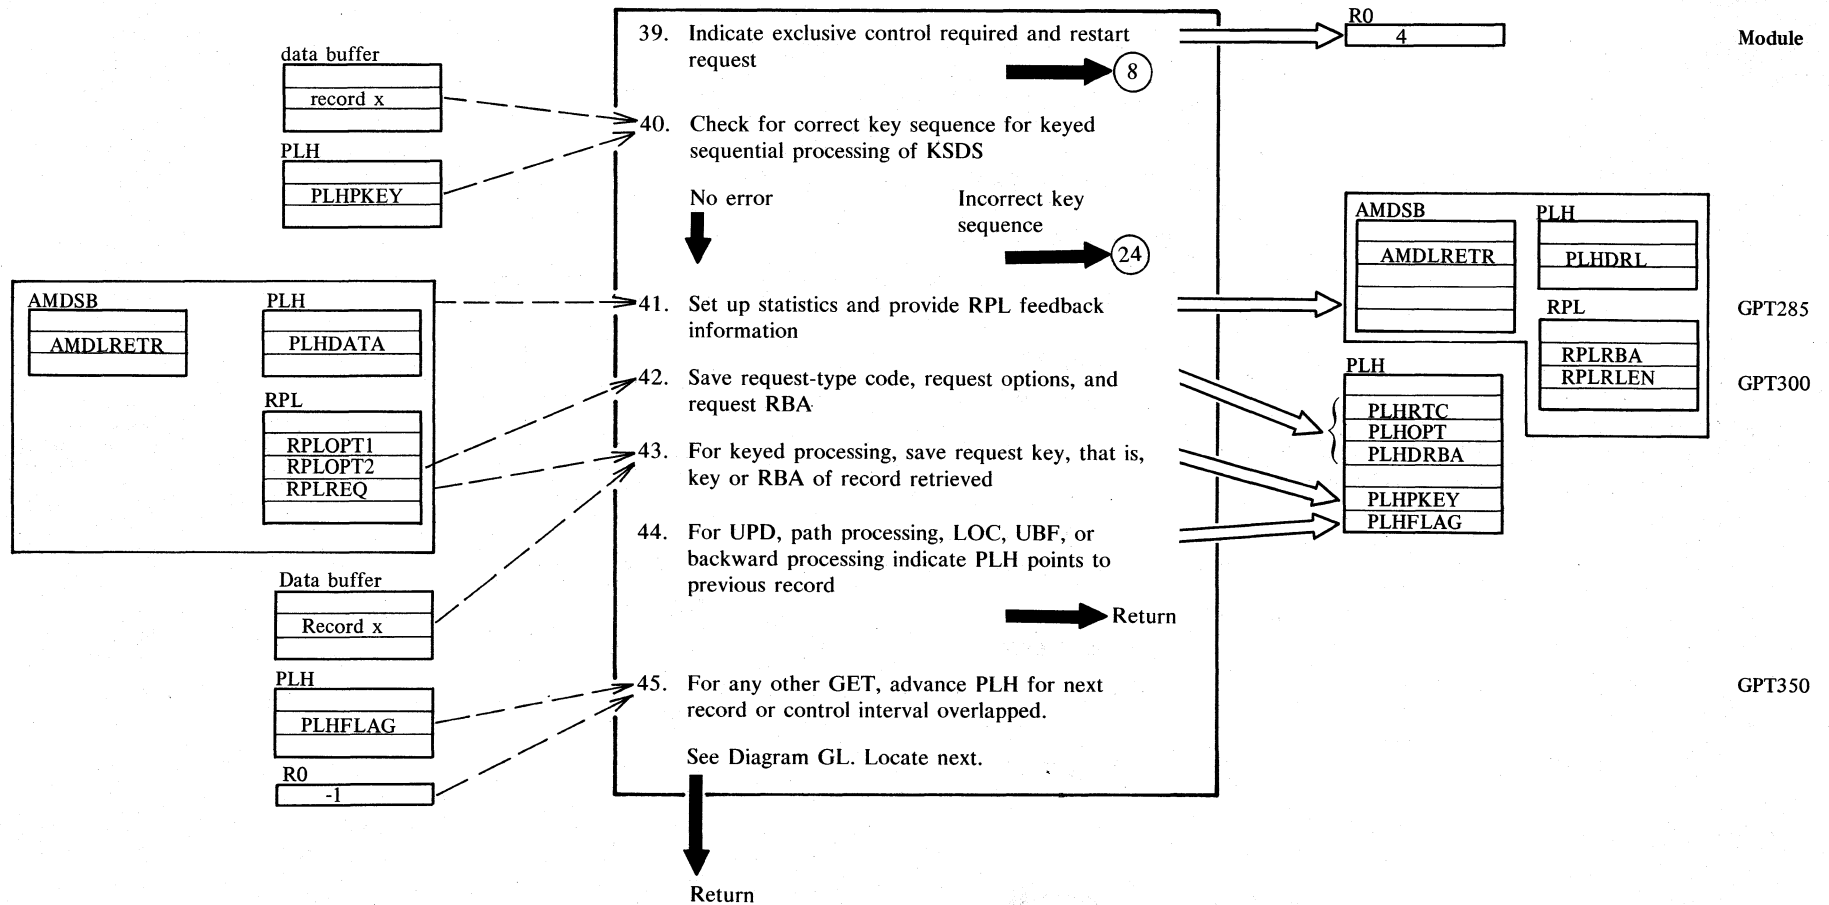 data buffer
record x
PLH
PLHPKEY
AMDSB
AMDLRETR
PLH
PLHDATA
RPL
RPLOPT1
RPLOPT2
RPLREQ
Data buffer
Record x
PLH
PLHFLAG
R0
-1
39. Indicate exclusive control required and restart
request
8
40. Check for correct key sequence for keyed
sequential processing of KSDS
No error
Incorrect key
sequence
24
41. Set up statistics and provide RPL feedback
information
42. Save request-type code, request options, and
request RBA
43. For keyed processing, save request key, that is,
key or RBA of record retrieved
44. For UPD, path processing, LOC, UBF, or
backward processing indicate PLH points to
previous record
Return
45. For any other GET, advance PLH for next
record or control interval overlapped.
See Diagram GL. Locate next.
Return
R0
4
AMDSB
AMDLRETR
PLH
PLHDRL
RPL
RPLRBA
RPLRLEN
PLH
PLHRTC
PLHOPT
PLHDRBA
PLHPKEY
PLHFLAG
Module
GPT285
GPT300
GPT350